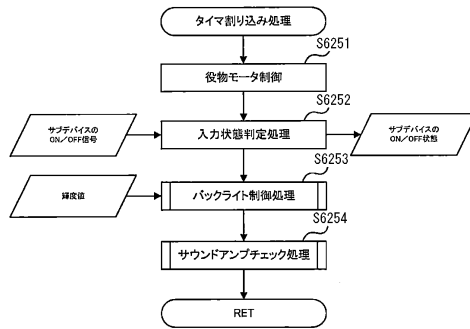 タイマ割り込み処理
S6251
役物モータ制御
S6252
サブデバイスの
ON／OFF信号
入力状態判定処理
サブデバイスの
ON／OFF状態
S6253
輝度値
バックライト制御処理
S6254
サウンドアンプチェック処理
RET